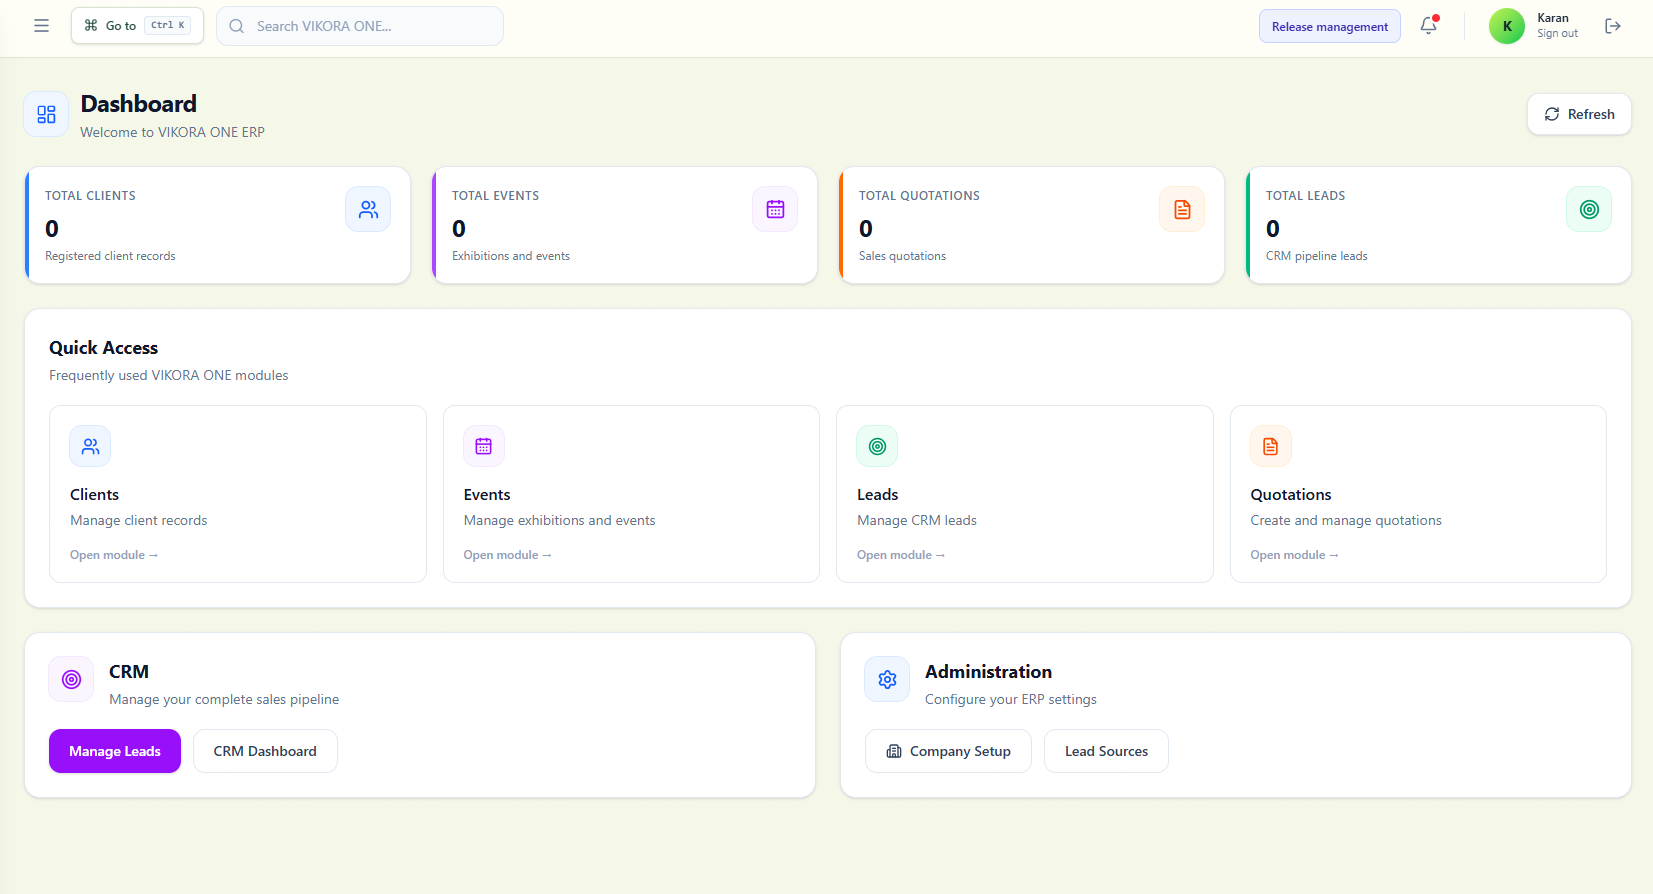 Go to Ctrl K
Search VIKORA ONE...
Release management
K
Karan
Sign out
Dashboard
Welcome to VIKORA ONE ERP
Refresh
TOTAL CLIENTS
0
Registered client records
TOTAL EVENTS
0
Exhibitions and events
TOTAL QUOTATIONS
0
Sales quotations
TOTAL LEADS
0
CRM pipeline leads
Quick Access
Frequently used VIKORA ONE modules
Clients
Manage client records
Open module →
Events
Manage exhibitions and events
Open module →
Leads
Manage CRM leads
Open module →
Quotations
Create and manage quotations
Open module →
CRM
Manage your complete sales pipeline
Manage Leads
CRM Dashboard
Administration
Configure your ERP settings
Company Setup
Lead Sources